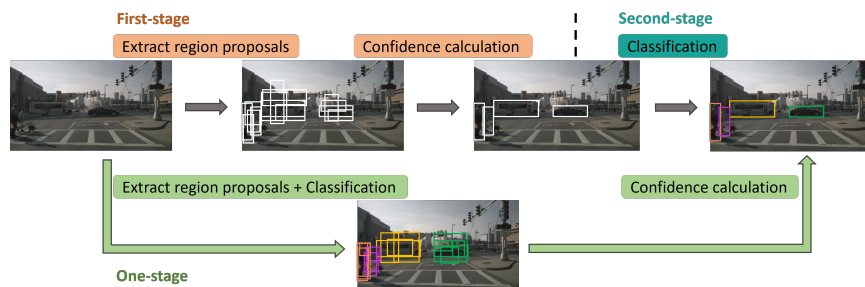 First-stage
Second-stage
Extract region proposals
Confidence calculation
Classification
Extract region proposals + Classification
Confidence calculation
One-stage